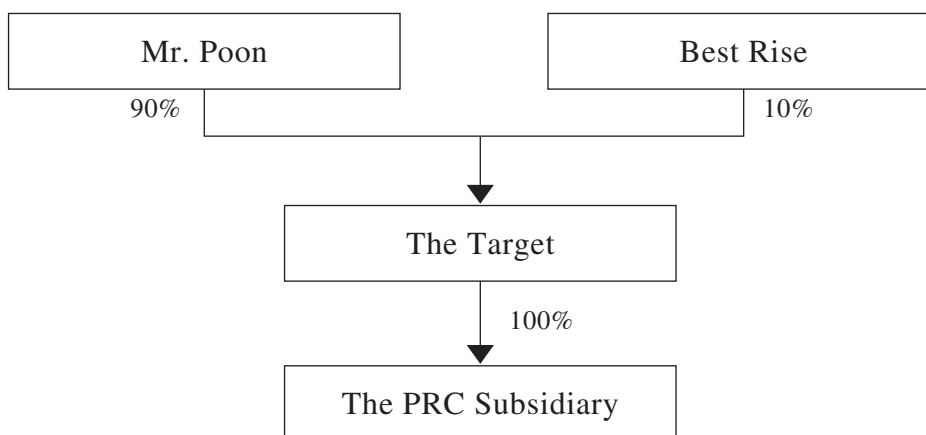 Mr. Poon
Best Rise
90%
10%
The Target
100%
The PRC Subsidiary